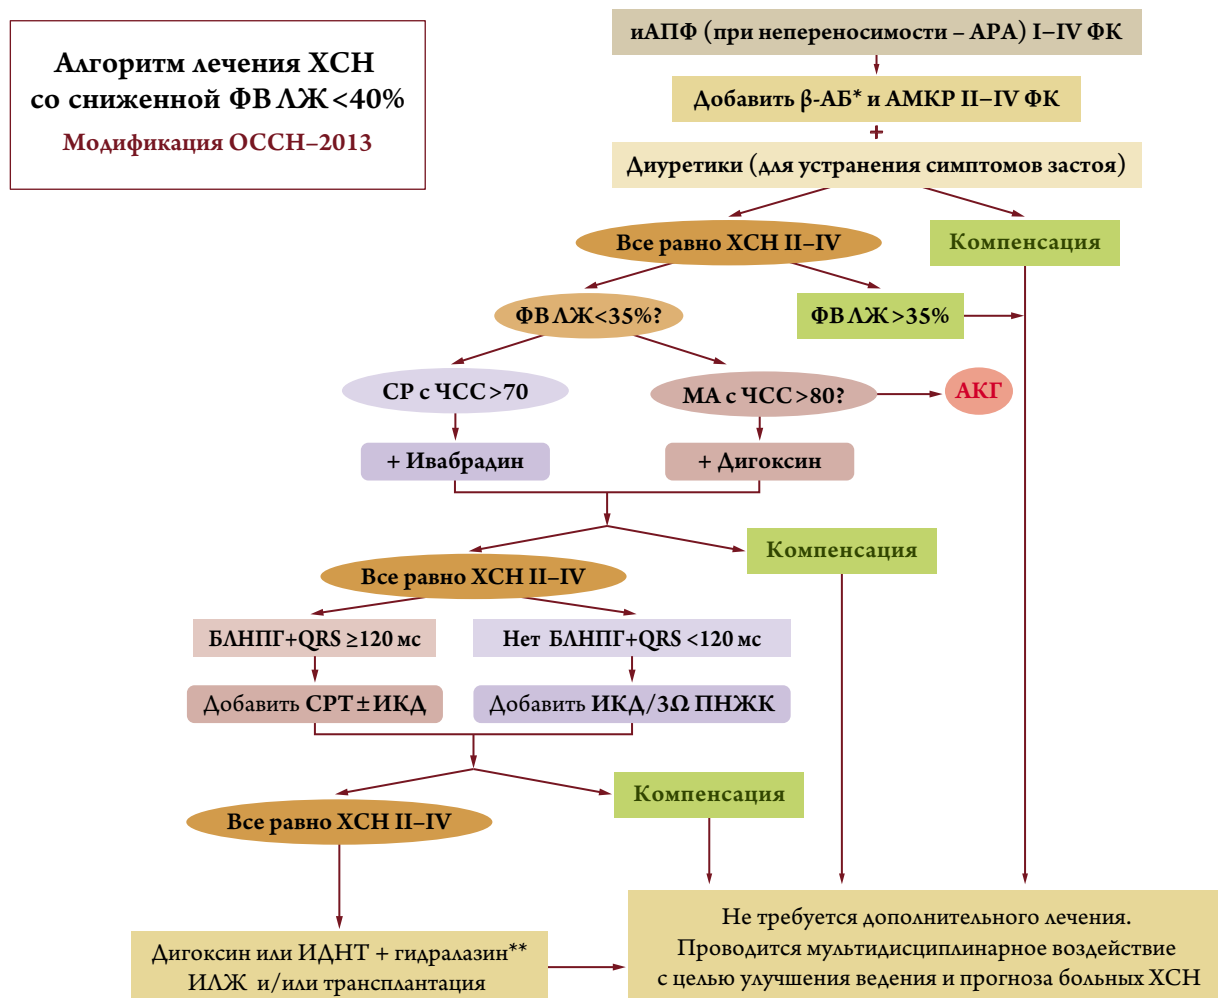 Алгоритм лечения ХСН
со сниженной ФВ ЛЖ <40%
Модификация ОССН–2013
иАПФ (при непереносимости – АРА) I–IV ФК
Добавить β-АБ* и АМКР II–IV ФК
+
Диуретики (для устранения симптомов застоя)
Все равно ХСН II–IV
Компенсация
ФВ ЛЖ<35%?
ФВ ЛЖ >35%
СР с ЧСС >70
МА с ЧСС >80?
АКГ
+ Ивабрадин
+ Дигоксин
Компенсация
Все равно ХСН II–IV
БЛНПГ+QRS ≥120 мс
Нет БЛНПГ+QRS <120 мс
Добавить СРТ ± ИКД
Добавить ИКД/3Ω ПНЖК
Компенсация
Все равно ХСН II–IV
Дигоксин или ИДНТ + гидралазин**
ИЛЖ и/или трансплантация
Не требуется дополнительного лечения.
Проводится мультидисциплинарное воздействие
с целью улучшения ведения и прогноза больных ХСН